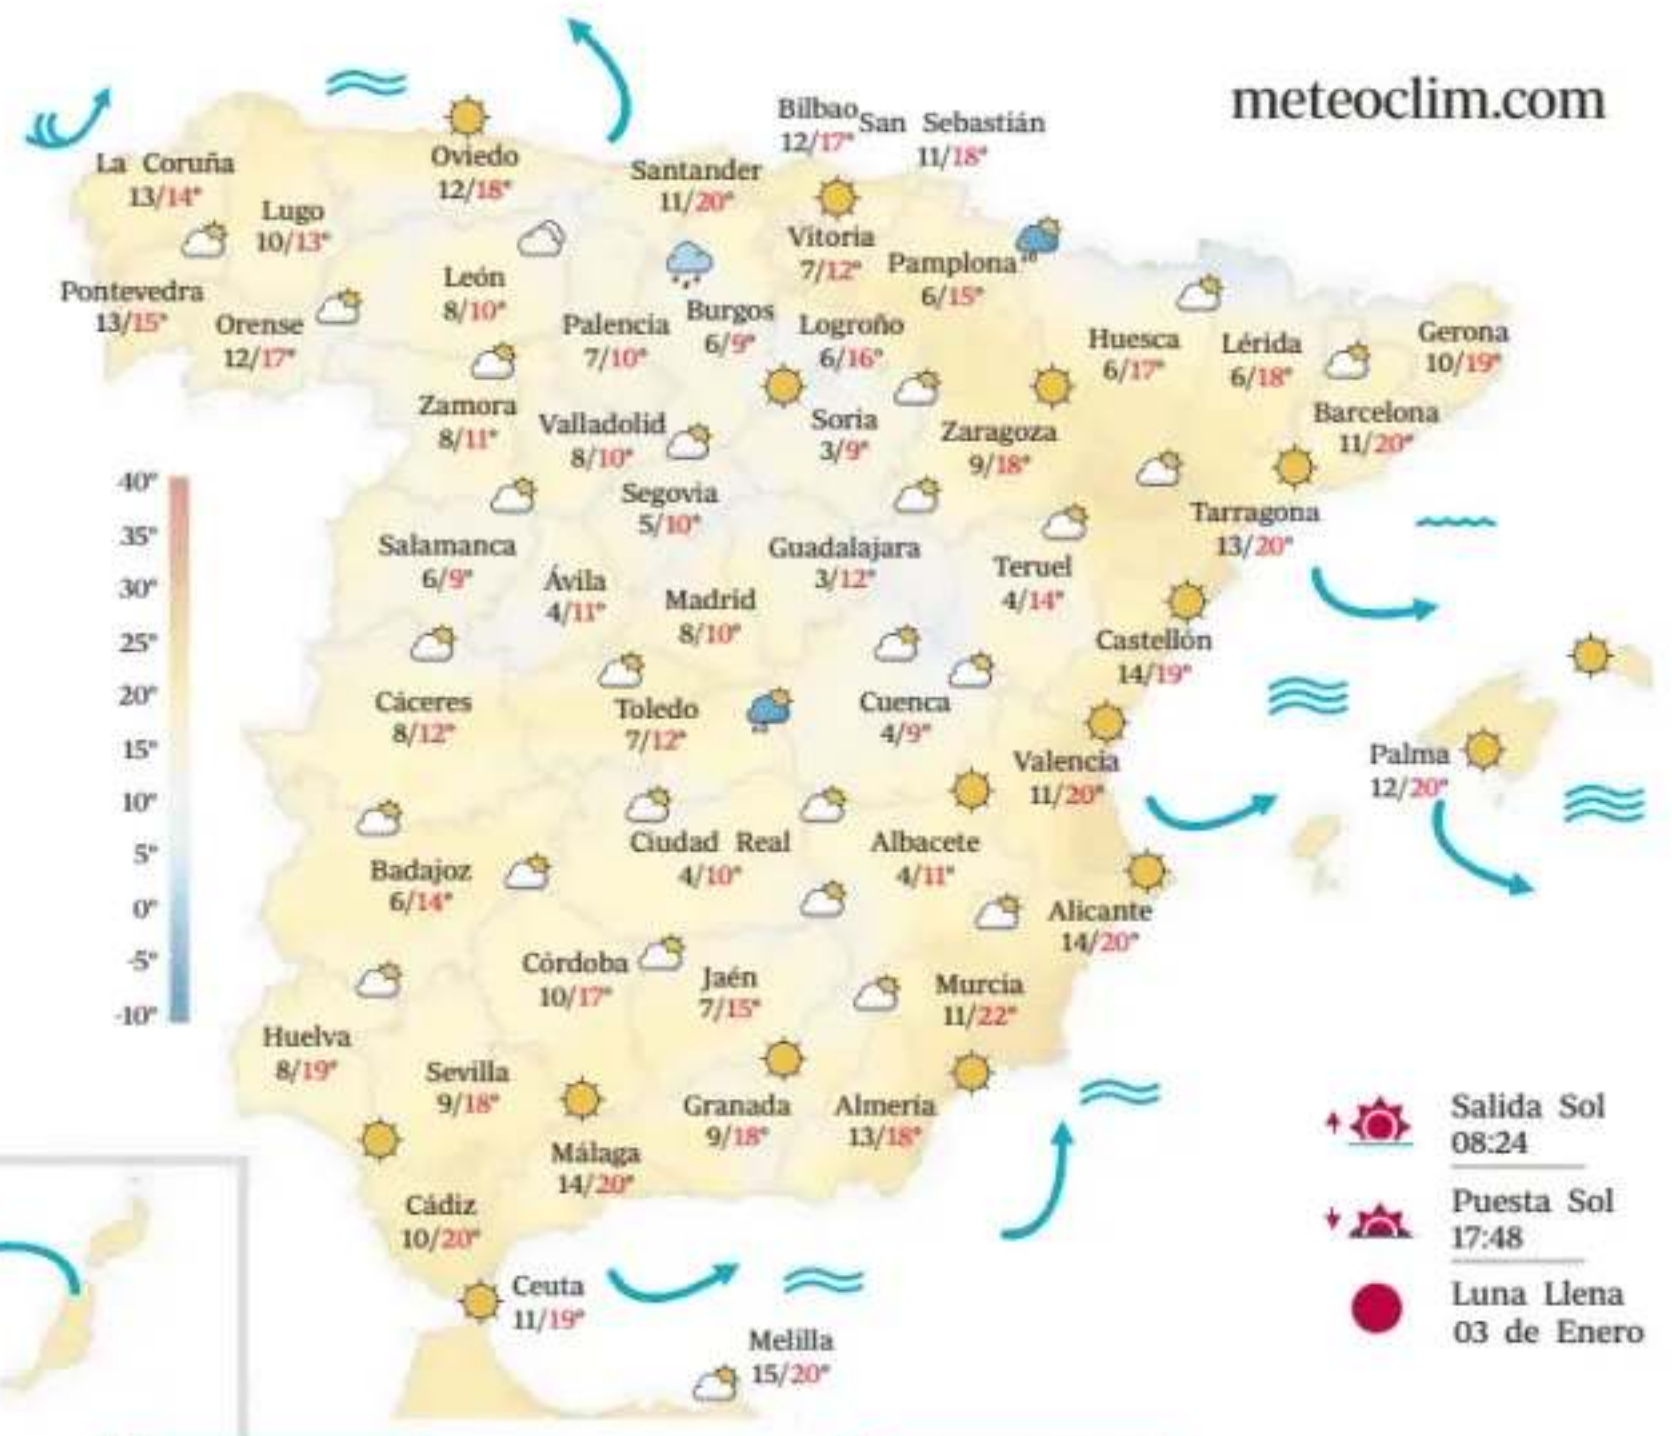 meteoclim.com
Bilbao
12/17°
San Sebastián
11/18°
La Coruña
13/14°
Oviedo
12/18°
Santander
11/20°
Lugo
10/13°
Vitoria
7/12°
Pamplona
6/15°
León
8/10°
Pontevedra
13/15°
Orense
12/17°
Palencia
7/10°
Burgos
6/9°
Logroño
6/16°
Huesca
6/17°
Lérida
6/18°
Gerona
10/19°
Zamora
8/11°
Valladolid
8/10°
Soria
3/9°
Zaragoza
9/18°
Barcelona
11/20°
Segovia
5/10°
Tarragona
13/20°
Salamanca
6/9°
Ávila
4/11°
Madrid
8/10°
Guadalajara
3/12°
Teruel
4/14°
Castellón
14/19°
Cáceres
8/12°
Toledo
7/12°
Cuenca
4/9°
Valencia
11/20°
Palma
12/20°
Badajoz
6/14°
Ciudad Real
4/10°
Albacete
4/11°
Alicante
14/20°
Córdoba
10/17°
Jaén
7/15°
Murcia
11/22°
Huelva
8/19°
Sevilla
9/18°
Málaga
14/20°
Granada
9/18°
Almería
13/18°
Cádiz
10/20°
Ceuta
11/19°
Melilla
15/20°
40°
35°
30°
25°
20°
15°
10°
5°
0°
-5°
-10°
Salida Sol
08:24
Puesta Sol
17:48
Luna Llena
03 de Enero